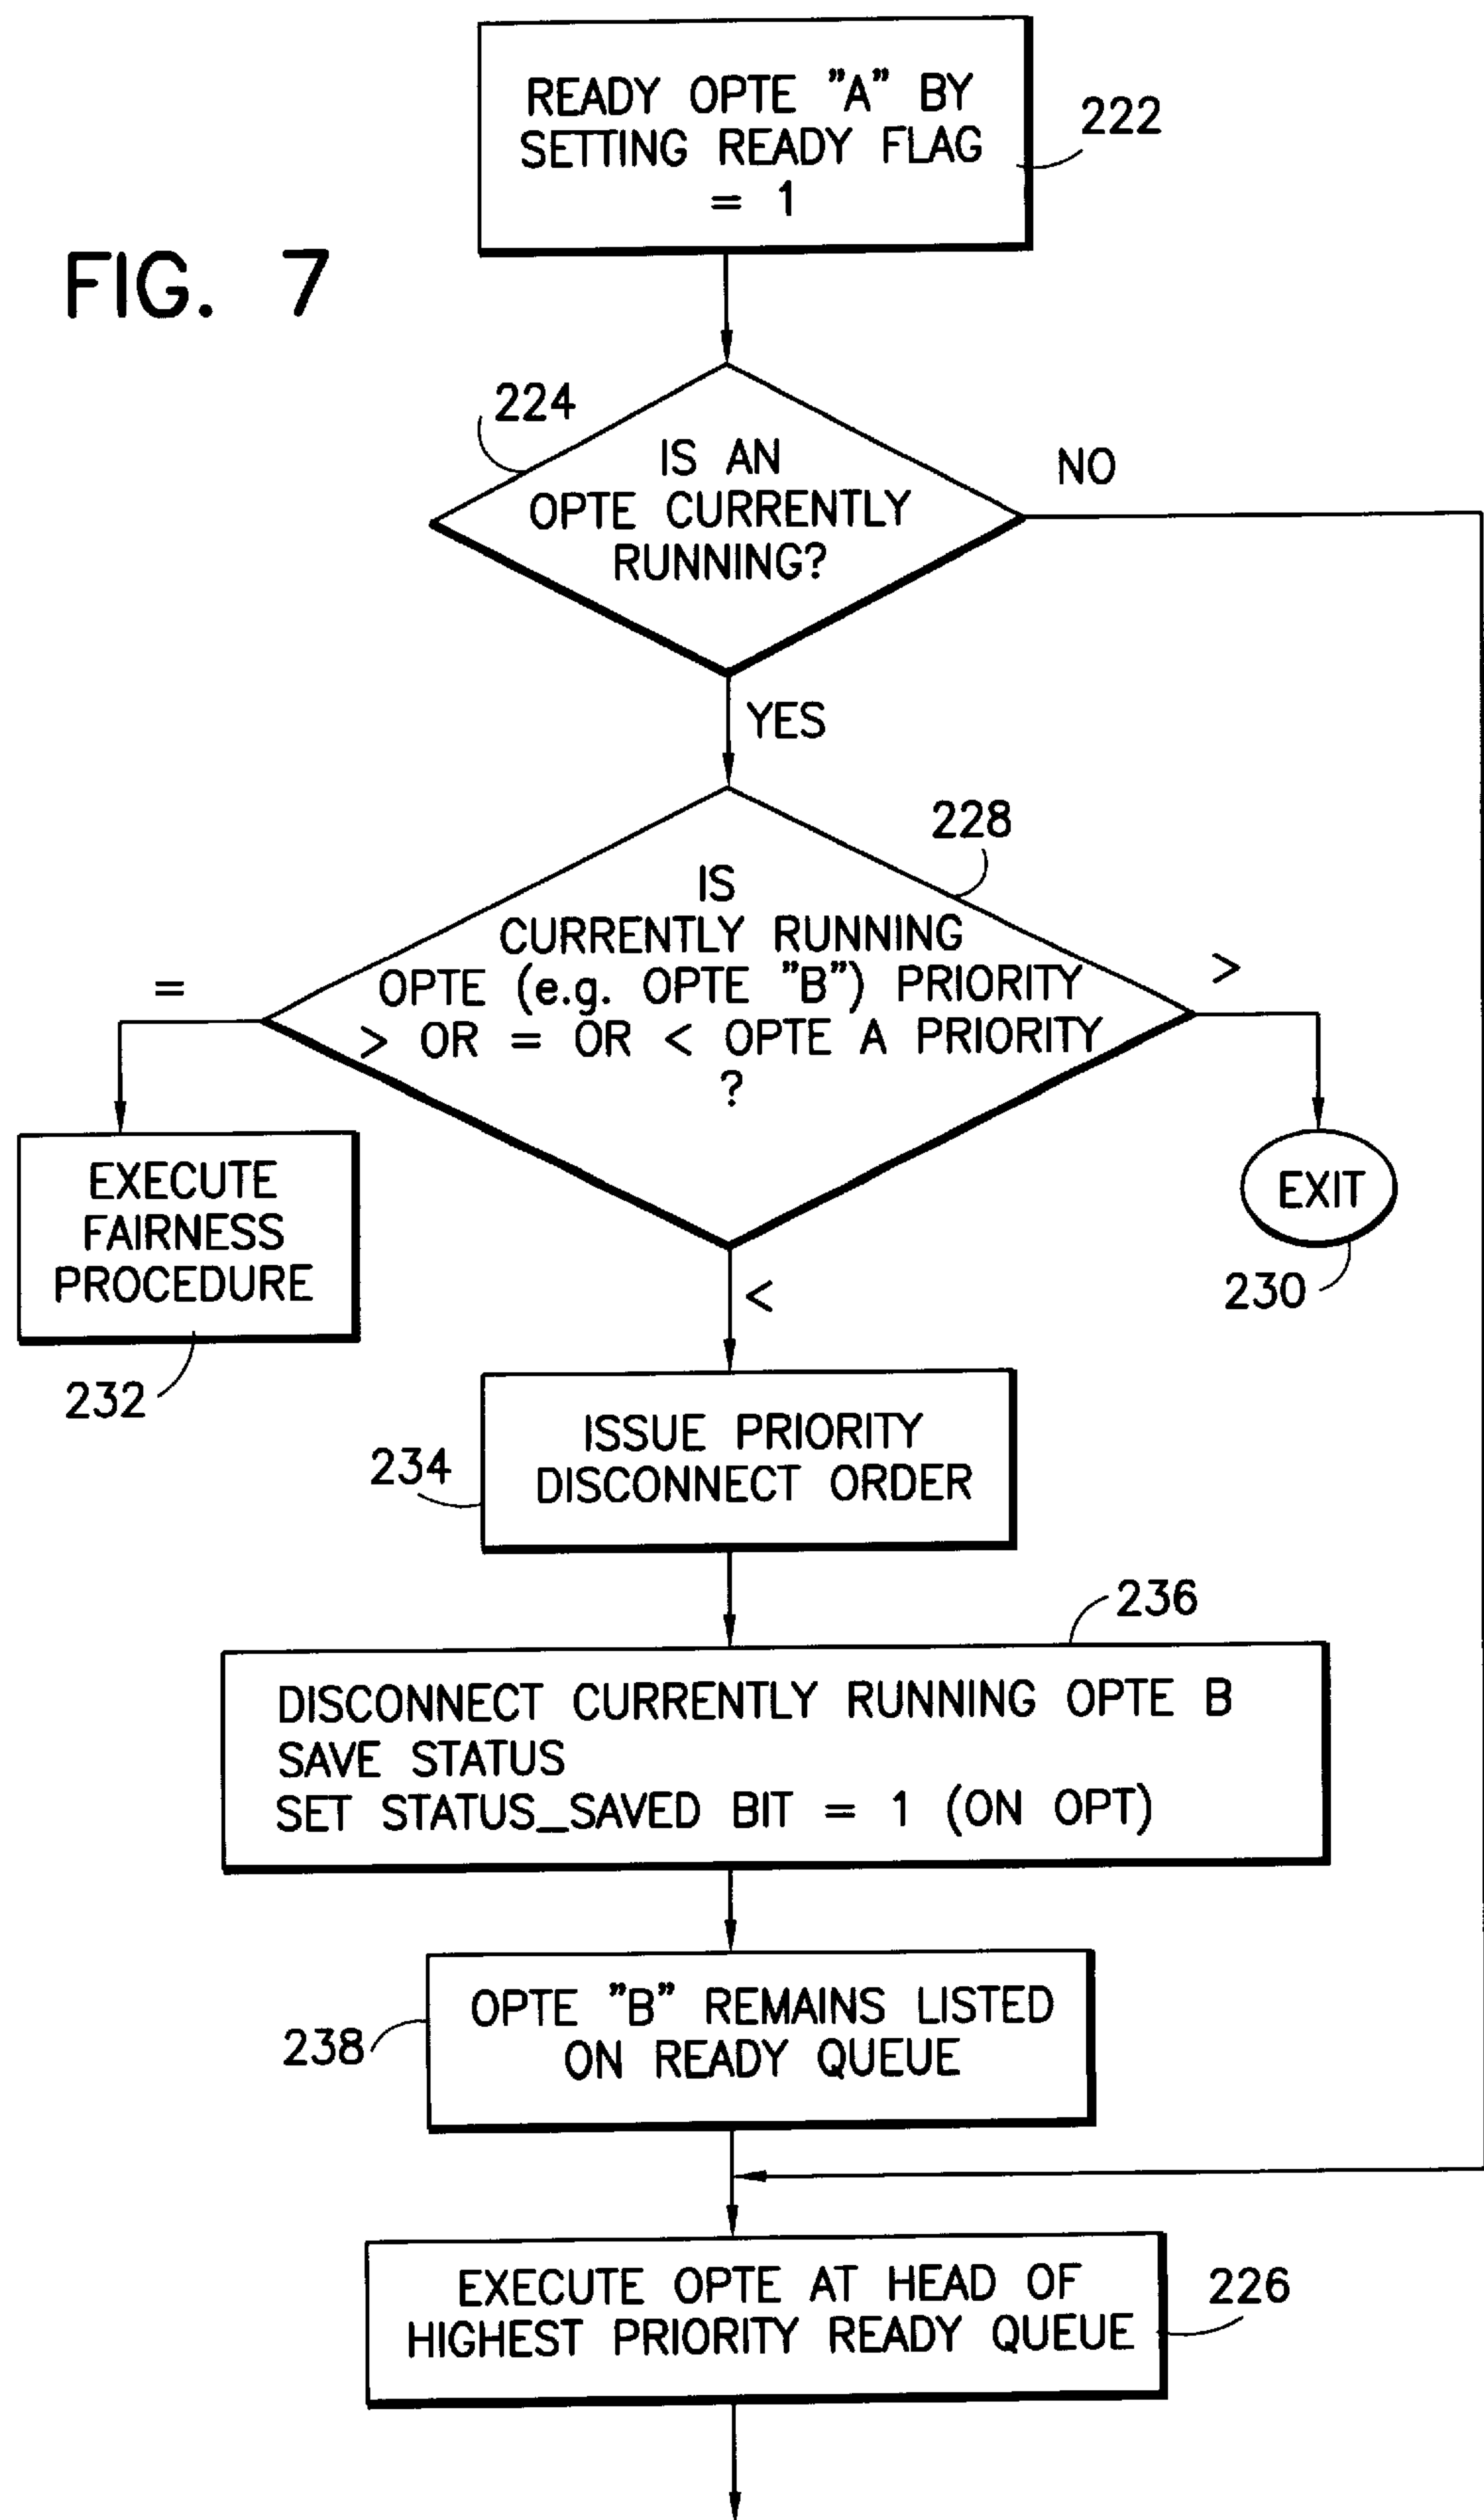 READY OPTE "A" BY
SETTING READY FLAG
= 1
222
FIG. 7
224
IS AN
OPTE CURRENTLY
RUNNING?
NO
YES
228
IS
CURRENTLY RUNNING
OPTE (e.g. OPTE "B") PRIORITY
> OR = OR < OPTE A PRIORITY
?
=
>
EXECUTE
FAIRNESS
PROCEDURE
232
EXIT
230
<
ISSUE PRIORITY
DISCONNECT ORDER
234
236
DISCONNECT CURRENTLY RUNNING OPTE B
SAVE STATUS
SET STATUS_SAVED BIT = 1 (ON OPT)
OPTE "B" REMAINS LISTED
ON READY QUEUE
238
EXECUTE OPTE AT HEAD OF
HIGHEST PRIORITY READY QUEUE
226